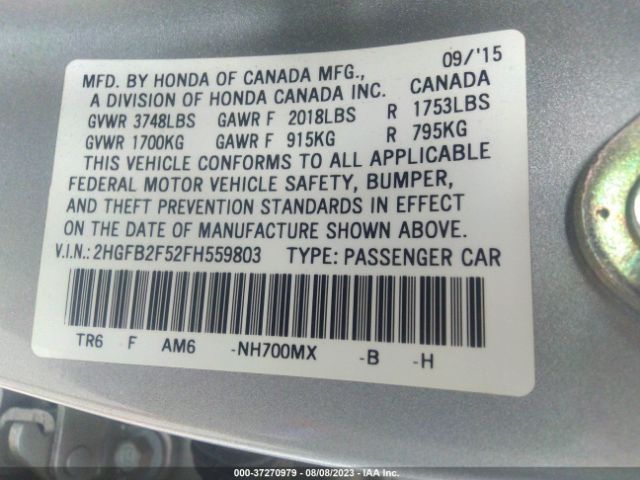 09/'15
MFD. BY HONDA OF CANADA MFG., CANADA
A DIVISION OF HONDA CANADA INC.
GVWR 3748LBS GAWR F 2018LBS R 1753LBS
GVWR 1700KG GAWR F 915KG R 795KG
THIS VEHICLE CONFORMS TO ALL APPLICABLE
FEDERAL MOTOR VEHICLE SAFETY, BUMPER,
AND THEFT PREVENTION STANDARDS IN EFFECT
ON THE DATE OF MANUFACTURE SHOWN ABOVE.
V.I.N.: 2HGFB2F52FH559803 TYPE: PASSENGER CAR
TR6 F AM6 -NH700MX -B -H
000-37270979 - 08/08/2023 - IAA Inc.